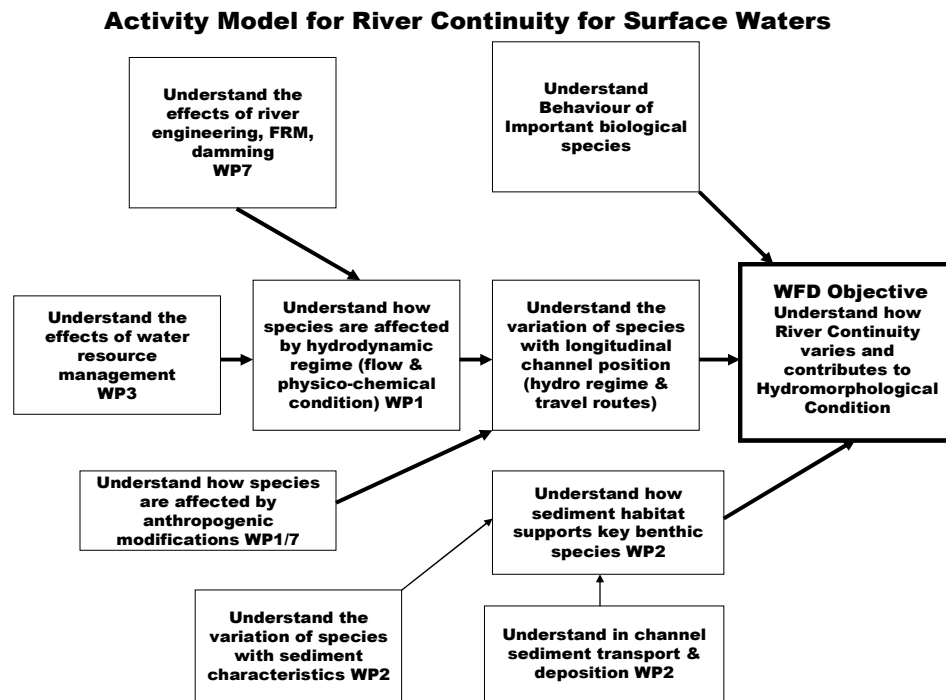 Activity Model for River Continuity for Surface Waters
Understand the
effects of river
engineering, FRM,
damming
WP7
Understand
Behaviour of
Important biological
species
Understand the
effects of water
resource
management
WP3
Understand how
species are affected
by hydrodynamic
regime (flow &
physico-chemical
condition) WP1
Understand the
variation of species
with longitudinal
channel position
(hydro regime &
travel routes)
WFD Objective
Understand how
River Continuity
varies and
contributes to
Hydromorphological
Condition
Understand how species
are affected by
anthropogenic
modifications WP1/7
Understand how
sediment habitat
supports key benthic
species WP2
Understand the
variation of species
with sediment
characteristics WP2
Understand in channel
sediment transport &
deposition WP2